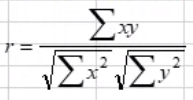 r = ∑xy / √∑x² √∑y²